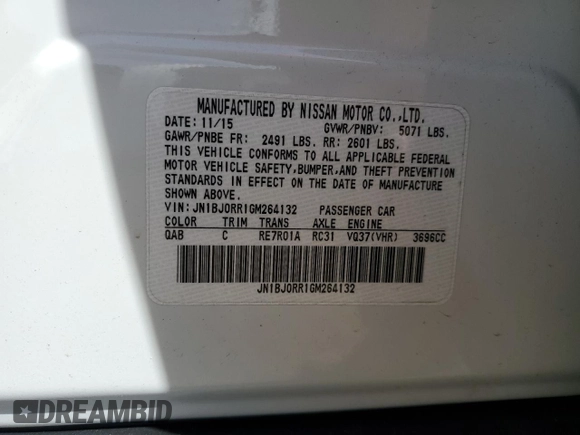 MANUFACTURED BY NISSAN MOTOR CO.,LTD.
DATE: 11/15 GVWR/PNBV: 5071 LBS.
GAWR/PNBE FR: 2491 LBS. RR: 2601 LBS.
THIS VEHICLE CONFORMS TO ALL APPLICABLE FEDERAL
MOTOR VEHICLE SAFETY,BUMPER,AND THEFT PREVENTION
STANDARDS IN EFFECT ON THE DATE OF MANUFACTURE
SHOWN ABOVE.
VIN: JN1BJ0RR1GM264132 PASSENGER CAR
COLOR TRIM TRANS AXLE ENGINE
QAB C RE7R01A RC31 VQ37(VHR) 3696CC
JN1BJ0RR1GM264132
DREAMBID